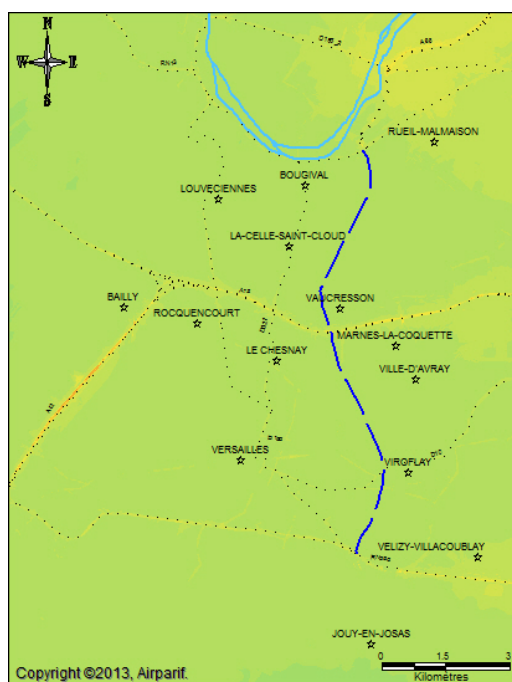 N
W E
S
A86
RUEIL-MALMAISON
BOUGIVAL
LOUVECIENNES
LA-CELLE-SAINT-CLOUD
BAILLY
VAUCRESSON
ROCQUENCOURT
MARNES-LA-COQUETTE
LE CHESNAY
VILLE-D'AVRAY
VERSAILLES
VIROFLAY
VELIZY-VILLACOUBLAY
JOUY-EN-JOSAS
0 1.5 3
Kilomètres
Copyright ©2013, Airparif.